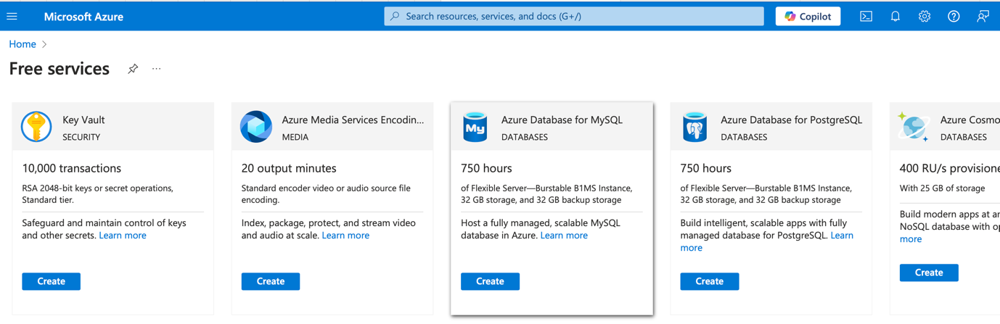 Microsoft Azure
Search resources, services, and docs (G+/)
Copilot
Home
Free services
Key Vault
SECURITY
10,000 transactions
RSA 2048-bit keys or secret operations,
Standard tier.
Safeguard and maintain control of keys
and other secrets. Learn more
Create
Azure Media Services Encodin...
MEDIA
20 output minutes
Standard encoder video or audio source file
encoding.
Index, package, protect, and stream video
and audio at scale. Learn more
Create
My
Azure Database for MySQL
DATABASES
750 hours
of Flexible Server—Burstable B1MS Instance,
32 GB storage, and 32 GB backup storage
Host a fully managed, scalable MySQL
database in Azure. Learn more
Create
Azure Database for PostgreSQL
DATABASES
750 hours
of Flexible Server—Burstable B1MS Instance,
32 GB storage, and 32 GB backup storage
Build intelligent, scalable apps with fully
managed database for PostgreSQL. Learn
more
Create
Azure Cosmo
DATABASES
400 RU/s provisione
With 25 GB of storage
Build modern apps at an
NoSQL database with op
more
Create